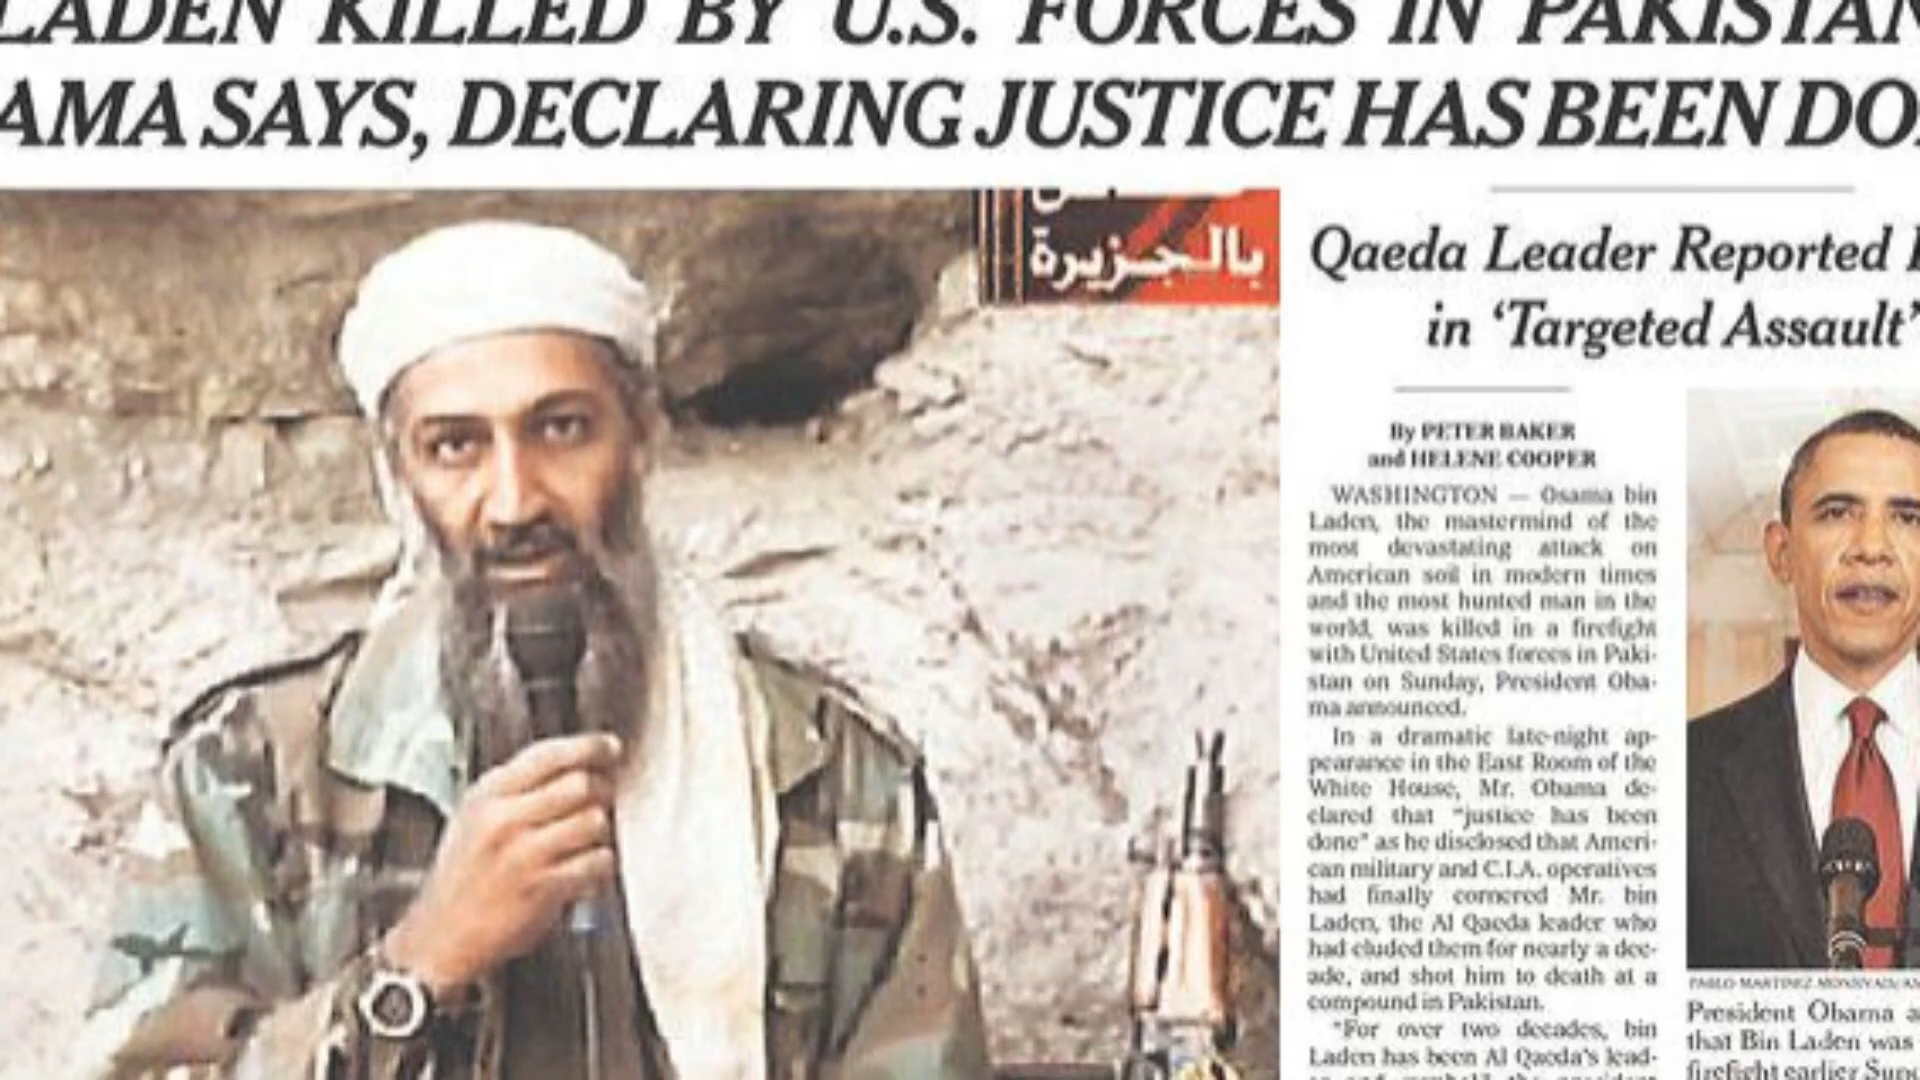 LADEN KILLED BY U.S. FORCES IN PAKISTAN
AMA SAYS, DECLARING JUSTICE HAS BEEN DO
بالجزيرة
Qaeda Leader Reported
in ‘Targeted Assault’
By PETER BAKER
and HELENE COOPER
WASHINGTON — Osama bin
Laden, the mastermind of the
most devastating attack on
American soil in modern times
and the most hunted man in the
world, was killed in a firefight
with United States forces in Paki-
stan on Sunday, President Oba-
ma announced.
In a dramatic late-night ap-
pearance in the East Room of the
White House, Mr. Obama de-
clared that "justice has been
done" as he disclosed that Ameri-
can military and C.I.A. operatives
had finally cornered Mr. bin
Laden, the Al Qaeda leader who
had eluded them for nearly a dec-
ade, and shot him to death at a
compound in Pakistan.
"For over two decades, bin
Laden has been Al Qaeda's lead-
PABLO MARTINEZ MONSIVAIS/
President Obama a
that Bin Laden was
firefight earlier Sund